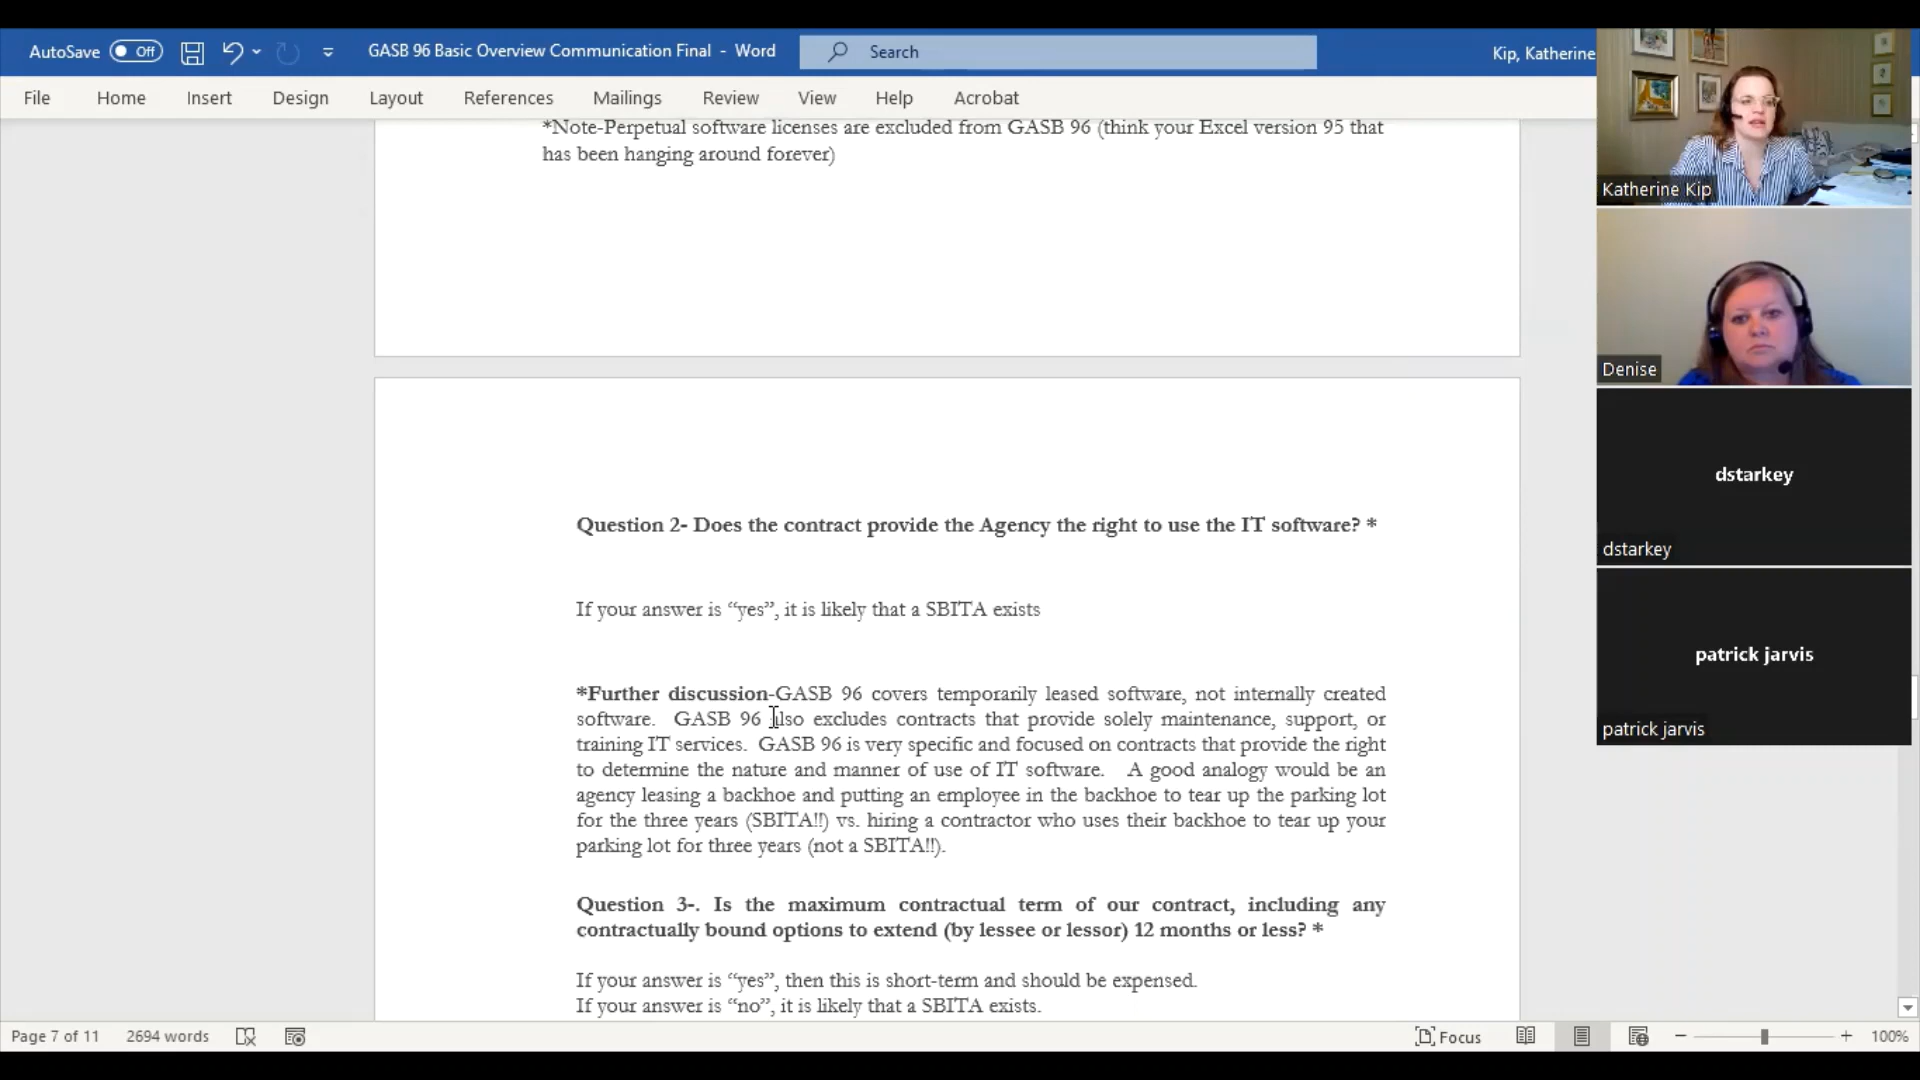 AutoSave Off GASB 96 Basic Overview Communication Final - Word Search Kip, Katherine
File Home Insert Design Layout References Mailings Review View Help Acrobat
*Note-Perpetual software licenses are excluded from GASB 96 (think your Excel version 95 that
has been hanging around forever)
Question 2- Does the contract provide the Agency the right to use the IT software? *
If your answer is “yes”, it is likely that a SBITA exists
*Further discussion-GASB 96 covers temporarily leased software, not internally created
software. GASB 96 also excludes contracts that provide solely maintenance, support, or
training IT services. GASB 96 is very specific and focused on contracts that provide the right
to determine the nature and manner of use of IT software. A good analogy would be an
agency leasing a backhoe and putting an employee in the backhoe to tear up the parking lot
for the three years (SBITA!!) vs. hiring a contractor who uses their backhoe to tear up your
parking lot for three years (not a SBITA!!).
Question 3-. Is the maximum contractual term of our contract, including any
contractually bound options to extend (by lessee or lessor) 12 months or less? *
If your answer is “yes”, then this is short-term and should be expensed.
If your answer is “no”, it is likely that a SBITA exists.
Page 7 of 11 2694 words Focus 100%
Katherine Kip
Denise
dstarkey
dstarkey
patrick jarvis
patrick jarvis